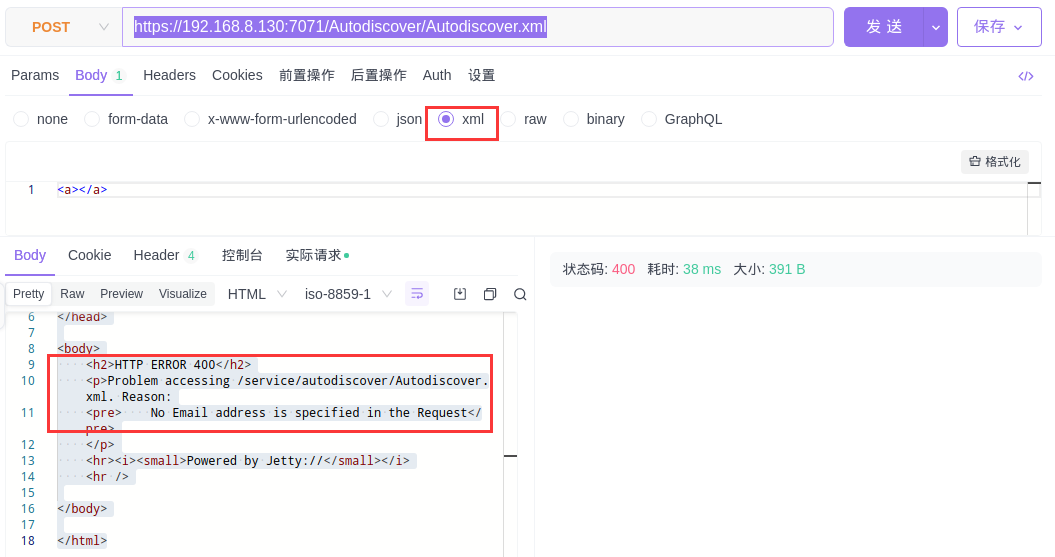 POST https://192.168.8.130:7071/Autodiscover/Autodiscover.xml 发 送 保存
Params Body 1 Headers Cookies 前置操作 后置操作 Auth 设置 </>
none form-data x-www-form-urlencoded json xml raw binary GraphQL
格式化
1 <a></a>
Body Cookie Header 4 控制台 实际请求
状态码: 400 耗时: 38 ms 大小: 391 B
Pretty Raw Preview Visualize HTML iso-8859-1
6 </head>
7
8 <body>
9 <h2>HTTP ERROR 400</h2>
10 <p>Problem accessing /service/autodiscover/Autodiscover.
xml. Reason:
11 <pre> No Email address is specified in the Request</
pre>
12 </p>
13 <hr><i><small>Powered by Jetty://</small></i>
14 <hr />
15
16 </body>
17
18 </html>